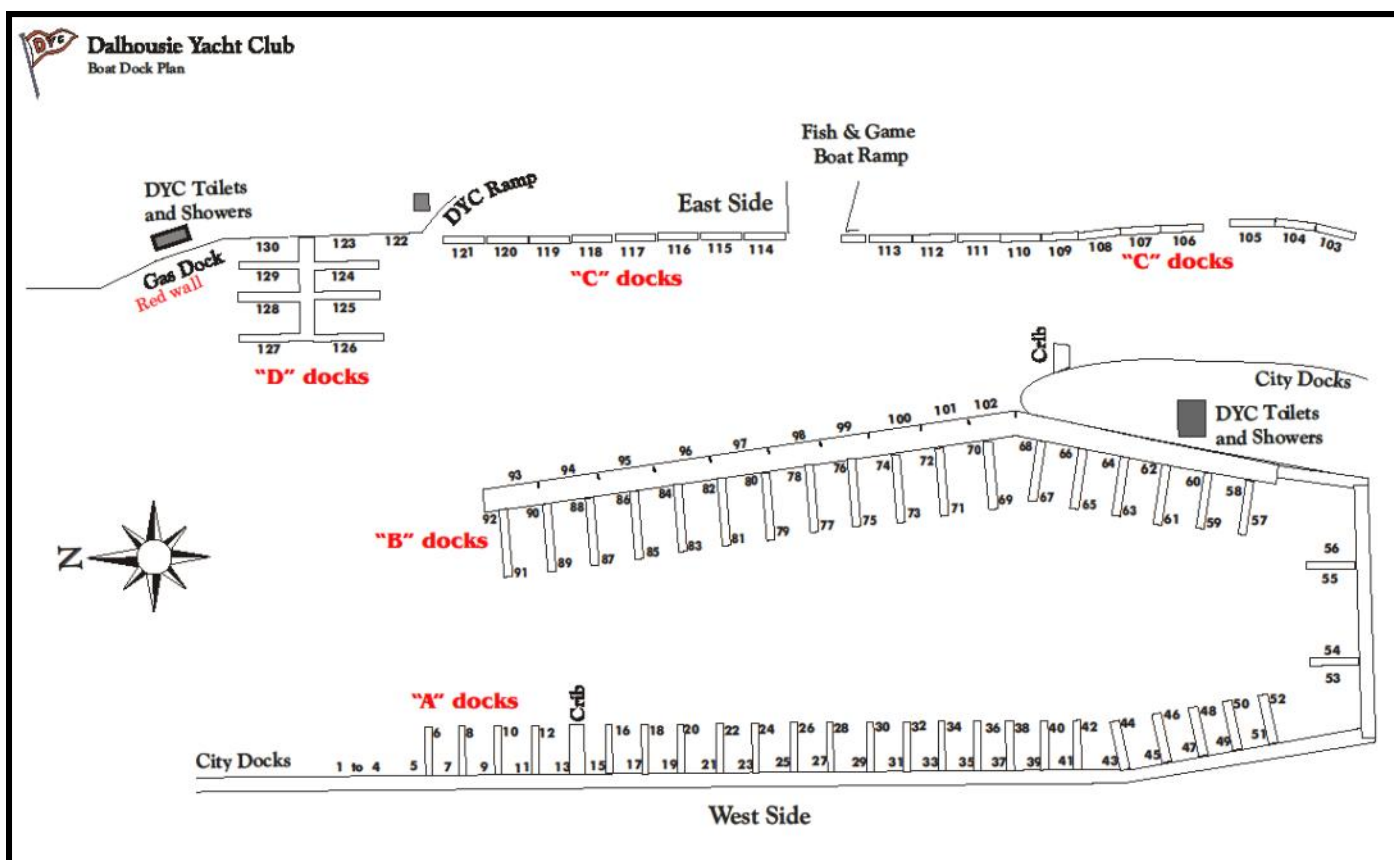 DYC
Dalhousie Yacht Club
Boat Dock Plan
Fish & Game
Boat Ramp
DYC Toilets
and Showers
DYC Ramp
East Side
130 123 122
121 120 119 118 117 116 115 114
113 112 111 110 109 108 107 106
105 104 103
Gas Dock
Red wall
129 124
128 125
127 126
"C" docks
"C" docks
"D" docks
Crib
City Docks
DYC Toilets
and Showers
93 94 95 96 97 98 99 100 101 102
92 90 88 86 84 82 80 78 76 74 72 70 68 66 64 62 60 58
91 89 87 85 83 81 79 77 75 73 71 69 67 65 63 61 59 57
"B" docks
N
56
55
54
53
"A" docks
Crib
6 8 10 12 16 18 20 22 24 26 28 30 32 34 36 38 40 42 44 46 48 50 52
City Docks
1 to 4 5 7 9 11 13 15 17 19 21 23 25 27 29 31 33 35 37 39 41 43 45 47 49 51
West Side